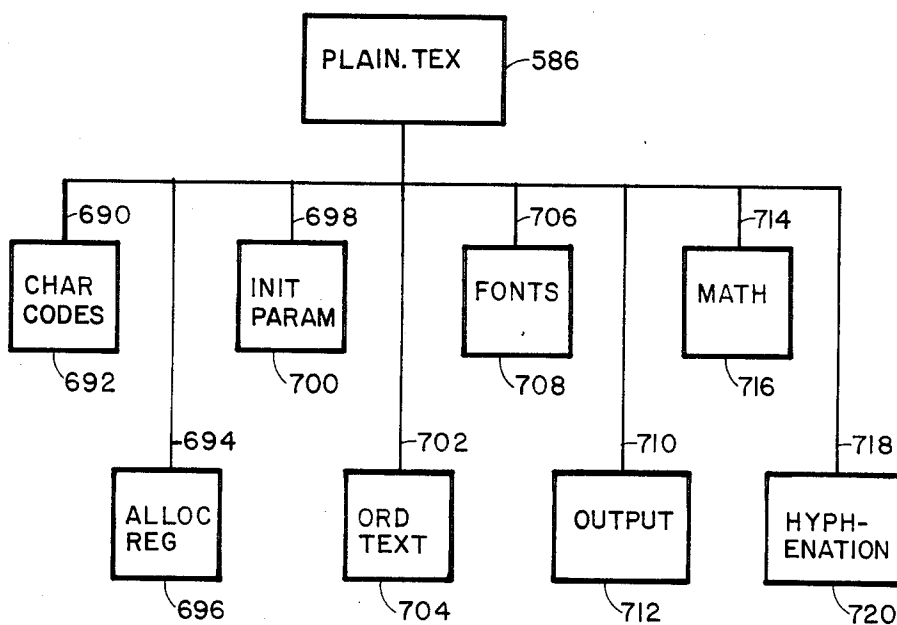 PLAIN.TEX
586
690
698
706
714
CHAR
CODES
INIT
PARAM
FONTS
MATH
692
700
708
716
694
702
710
718
ALLOC
REG
ORD
TEXT
OUTPUT
HYPH-
ENATION
696
704
712
720